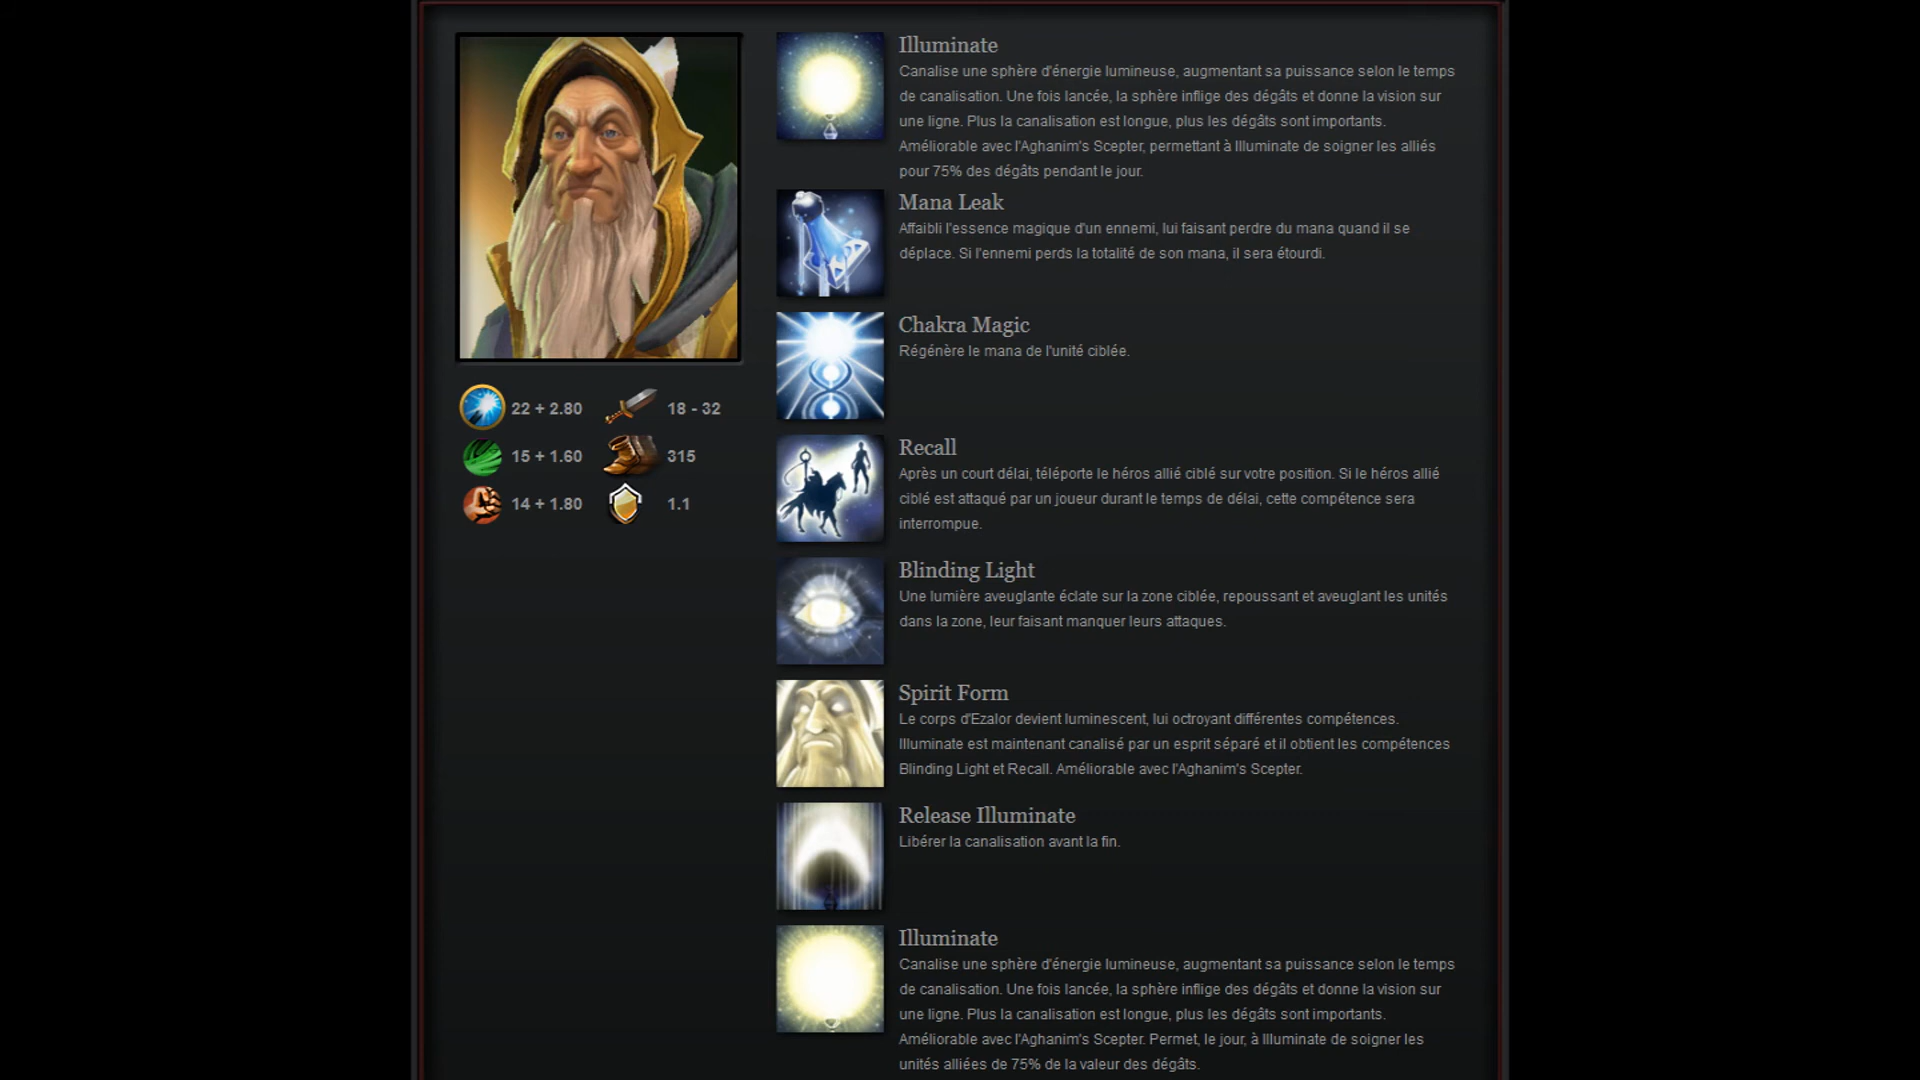 Illuminate
Canalise une sphère d'énergie lumineuse, augmentant sa puissance selon le temps
de canalisation. Une fois lancée, la sphère inflige des dégâts et donne la vision sur
une ligne. Plus la canalisation est longue, plus les dégâts sont importants.
Améliorable avec l'Aghanim's Scepter, permettant à Illuminate de soigner les alliés
pour 75% des dégâts pendant le jour.
Mana Leak
Affaibli l'essence magique d'un ennemi, lui faisant perdre du mana quand il se
déplace. Si l'ennemi perds la totalité de son mana, il sera étourdi.
Chakra Magic
Régénère le mana de l'unité ciblée.
22 + 2.80 18 - 32
15 + 1.60 315
14 + 1.80 1.1
Recall
Après un court délai, téléporte le héros allié ciblé sur votre position. Si le héros allié
ciblé est attaqué par un joueur durant le temps de délai, cette compétence sera
interrompue.
Blinding Light
Une lumière aveuglante éclate sur la zone ciblée, repoussant et aveuglant les unités
dans la zone, leur faisant manquer leurs attaques.
Spirit Form
Le corps d'Ezalor devient luminescent, lui octroyant différentes compétences.
Illuminate est maintenant canalisé par un esprit séparé et il obtient les compétences
Blinding Light et Recall. Améliorable avec l'Aghanim's Scepter.
Release Illuminate
Libérer la canalisation avant la fin.
Illuminate
Canalise une sphère d'énergie lumineuse, augmentant sa puissance selon le temps
de canalisation. Une fois lancée, la sphère inflige des dégâts et donne la vision sur
une ligne. Plus la canalisation est longue, plus les dégâts sont importants.
Améliorable avec l'Aghanim's Scepter. Permet, le jour, à Illuminate de soigner les
unités alliées de 75% de la valeur des dégâts.